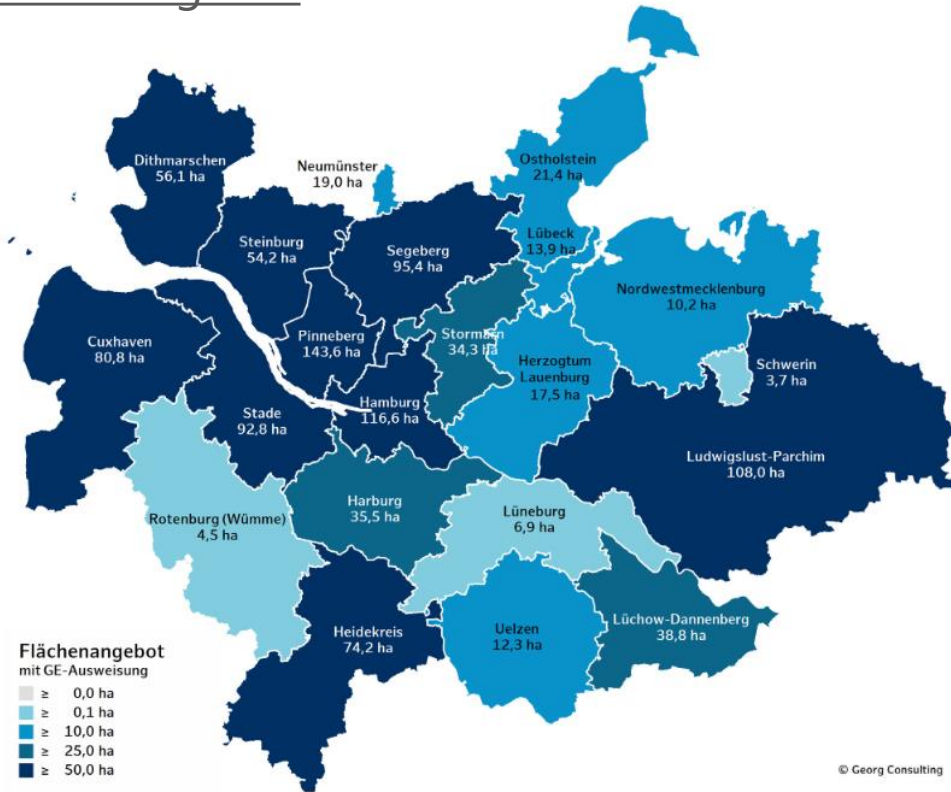 Dithmarschen
56,1 ha
Neumünster
19,0 ha
Ostholstein
21,4 ha
Steinburg
54,2 ha
Segeberg
95,4 ha
Lübeck
13,9 ha
Nordwestmecklenburg
10,2 ha
Cuxhaven
80,8 ha
Pinneberg
143,6 ha
Stormarn
34,3 ha
Herzogtum
Lauenburg
17,5 ha
Schwerin
3,7 ha
Stade
92,8 ha
Hamburg
116,6 ha
Ludwigslust-Parchim
108,0 ha
Rotenburg (Wümme)
4,5 ha
Harburg
35,5 ha
Lüneburg
6,9 ha
Heidekreis
74,2 ha
Uelzen
12,3 ha
Lüchow-Dannenberg
38,8 ha
Flächenangebot
mit GE-Ausweisung
≥ 0,0 ha
≥ 0,1 ha
≥ 10,0 ha
≥ 25,0 ha
≥ 50,0 ha
© Georg Consulting